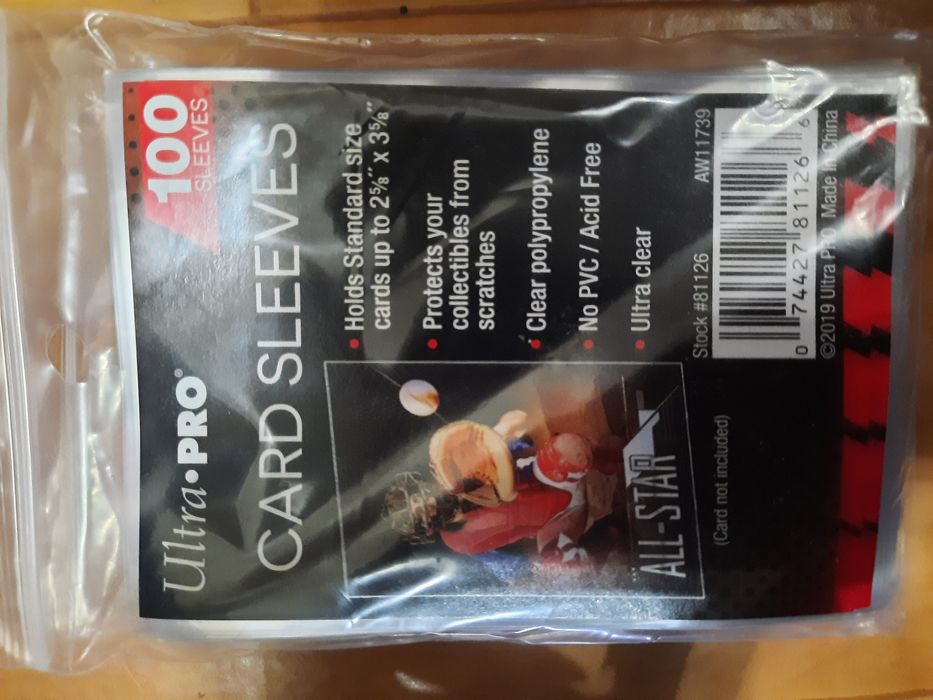 Ultra•PRO®
100
SLEEVES
CARD SLEEVES
• Holds Standard size
cards up to 2⅝" x 3⅝"
• Protects your
collectibles from
scratches
• Clear polypropylene
• No PVC / Acid Free
• Ultra clear
ALL-STAR
(Card not included)
Stock #81126
AW11739
0 74427 81126 6
©2019 Ultra Pro Made in China